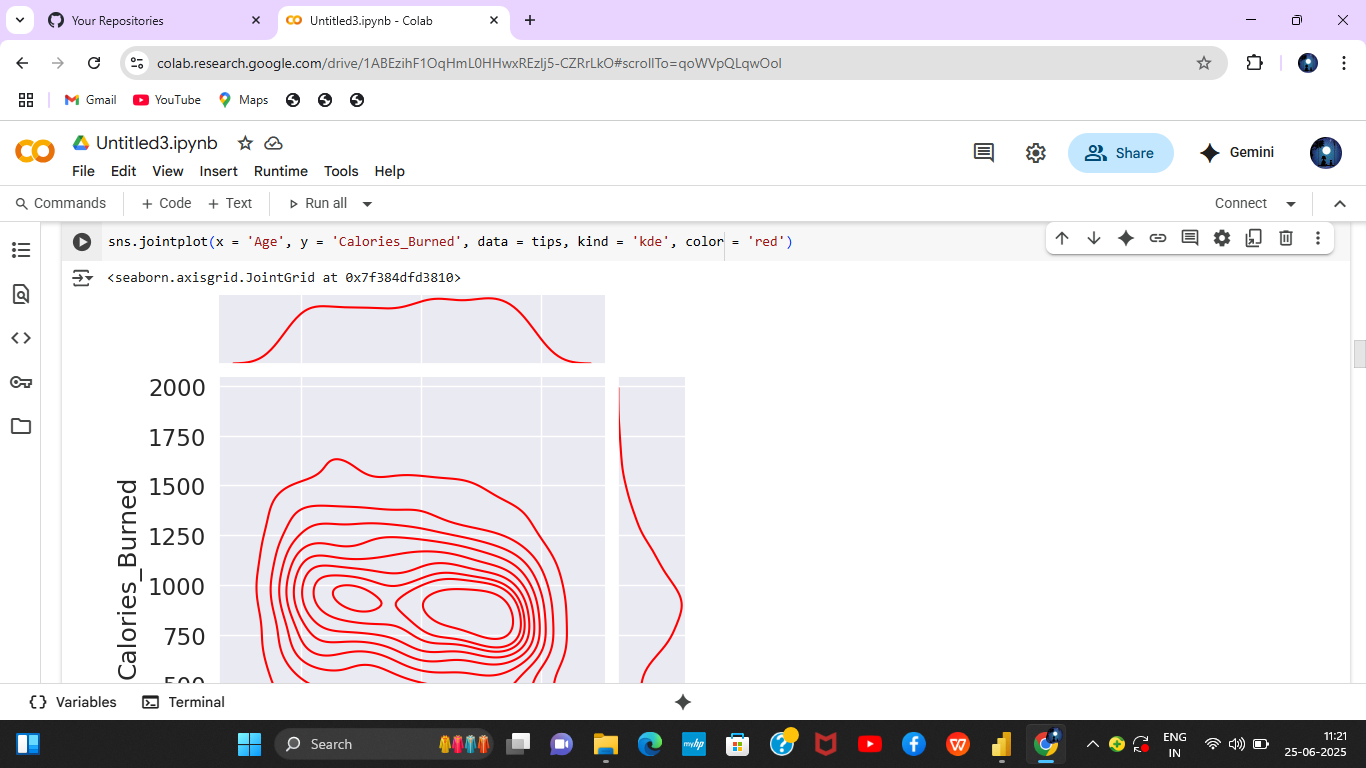 Your Repositories
Untitled3.ipynb - Colab
colab.research.google.com/drive/1ABEzihF1OqHmL0HHwxREzIj5-CZRrLkO#scrollTo=qoWVpQLqwOol
Gmail
YouTube
Maps
Untitled3.ipynb
File Edit View Insert Runtime Tools Help
Share
Gemini
Commands + Code + Text Run all
Connect
sns.jointplot(x = 'Age', y = 'Calories_Burned', data = tips, kind = 'kde', color = 'red')
<seaborn.axisgrid.JointGrid at 0x7f384dfd3810>
2000
1750
1500
1250
1000
750
500
Calories_Burned
Variables
Terminal
Search
my hp
ENG
IN
11:21
25-06-2025